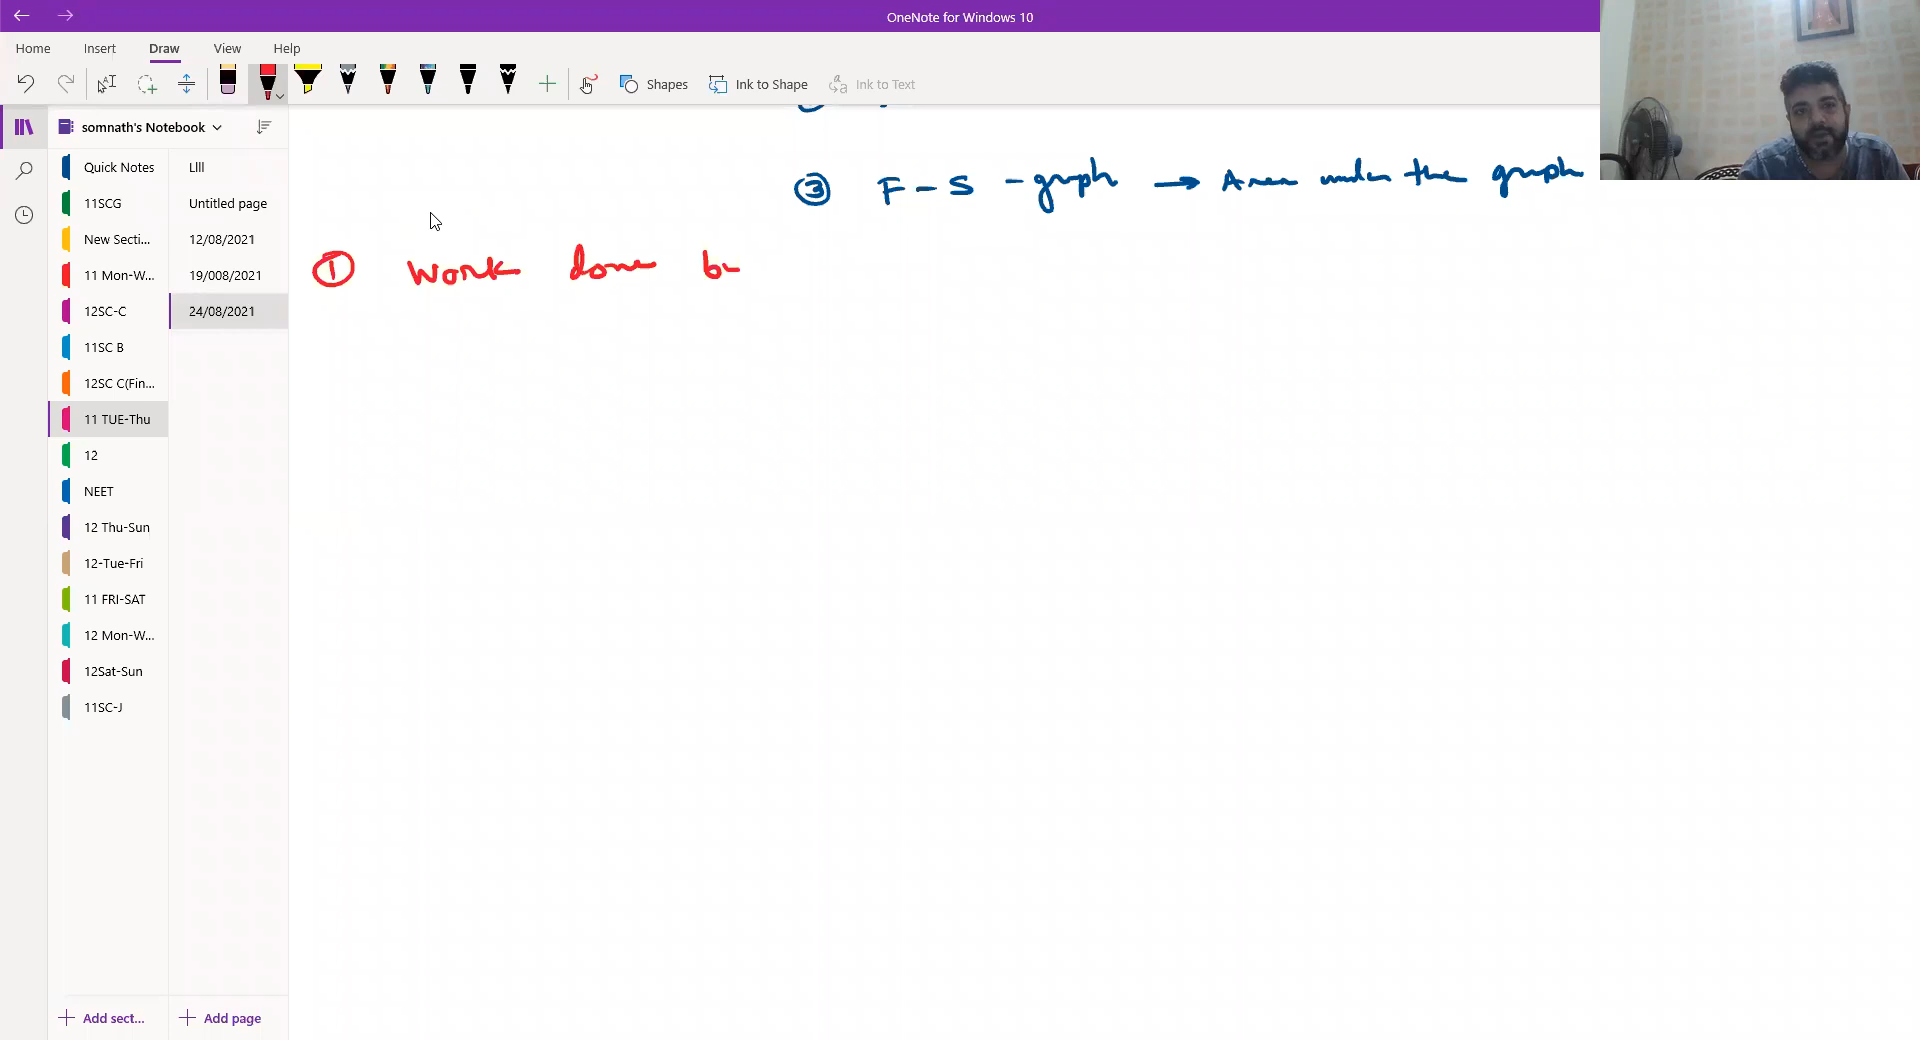 OneNote for Windows 10
Home Insert Draw View Help
Shapes Ink to Shape Ink to Text
somnath's Notebook
Quick Notes
11SCG
New Secti...
11 Mon-W...
12SC-C
11SC B
12SC C(Fin...
11 TUE-Thu
12
NEET
12 Thu-Sun
12-Tue-Fri
11 FRI-SAT
12 Mon-W...
12Sat-Sun
11SC-J
Add sect...
Llll
Untitled page
12/08/2021
19/008/2021
24/08/2021
Add page
③ F - S - graph → Area under the graph
① Work done